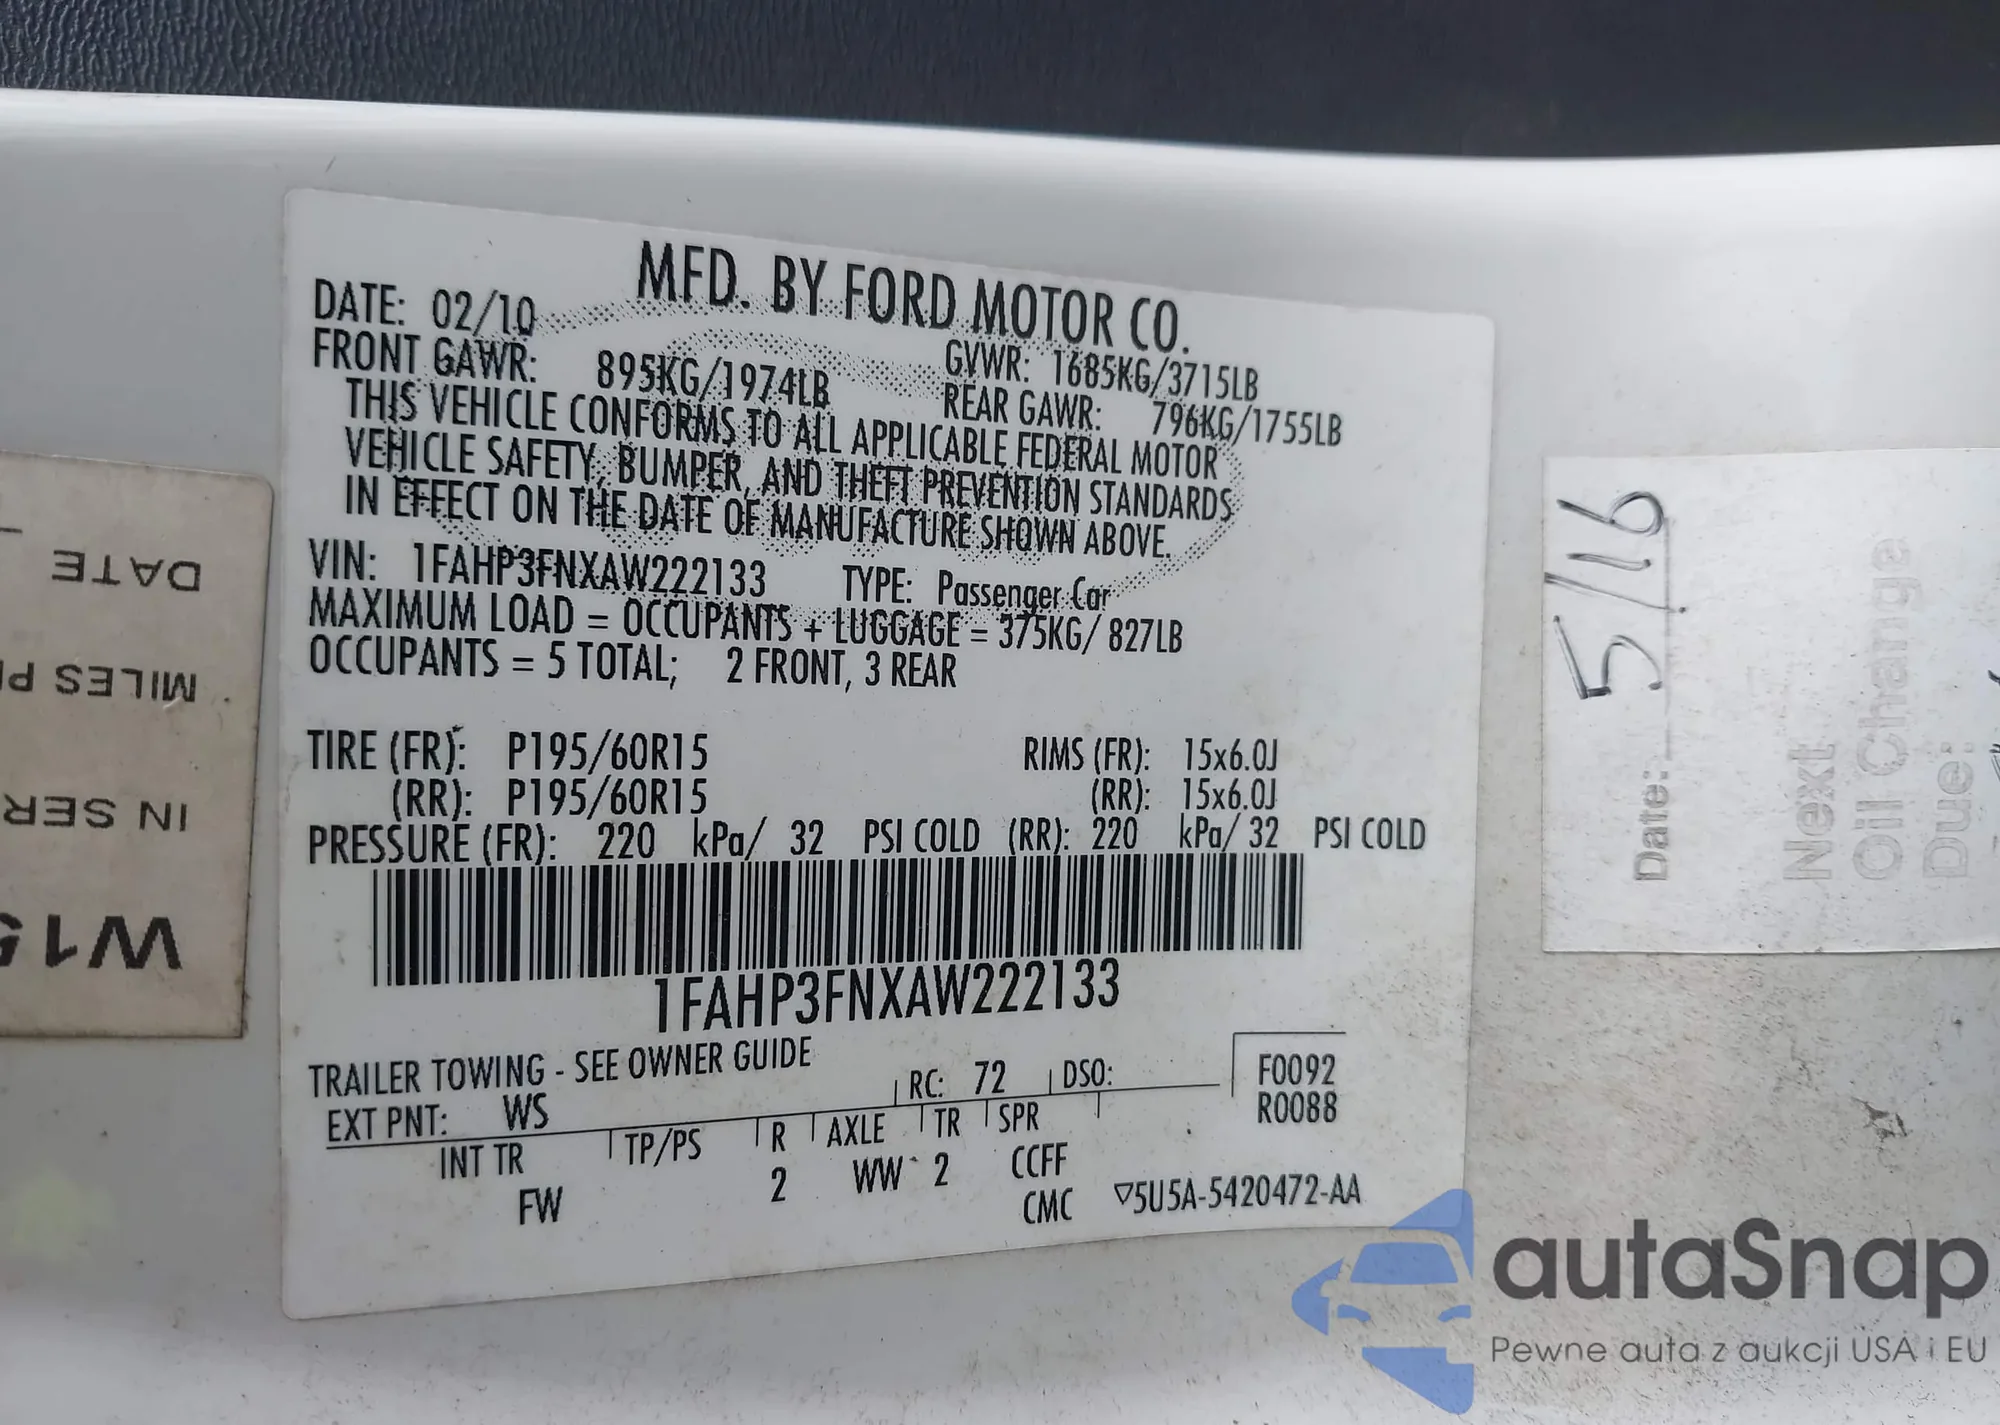 MFD. BY FORD MOTOR CO.
DATE: 02/10
GVWR: 1685KG/3715LB
FRONT GAWR: 895KG/1974LB
REAR GAWR: 796KG/1755LB
THIS VEHICLE CONFORMS TO ALL APPLICABLE FEDERAL MOTOR
VEHICLE SAFETY, BUMPER, AND THEFT PREVENTION STANDARDS
IN EFFECT ON THE DATE OF MANUFACTURE SHOWN ABOVE.
VIN: 1FAHP3FNXAW222133 TYPE: Passenger Car
MAXIMUM LOAD = OCCUPANTS + LUGGAGE = 375KG/ 827LB
OCCUPANTS = 5 TOTAL; 2 FRONT, 3 REAR
TIRE (FR): P195/60R15 RIMS (FR): 15x6.0J
(RR): P195/60R15 (RR): 15x6.0J
PRESSURE (FR): 220 kPa/ 32 PSI COLD (RR): 220 kPa/ 32 PSI COLD
1FAHP3FNXAW222133
TRAILER TOWING - SEE OWNER GUIDE
RC: 72 DSO: F0092
EXT PNT: WS R0088
INT TR TP/PS R AXLE TR SPR
FW 2 WW 2 CCFF
CMC ▽5U5A-5420472-AA
DATE
MILES
IN
Date: 5/16
Next
Oil Change
Due:
autaSnap
Pewne auta z aukcji USA i EU